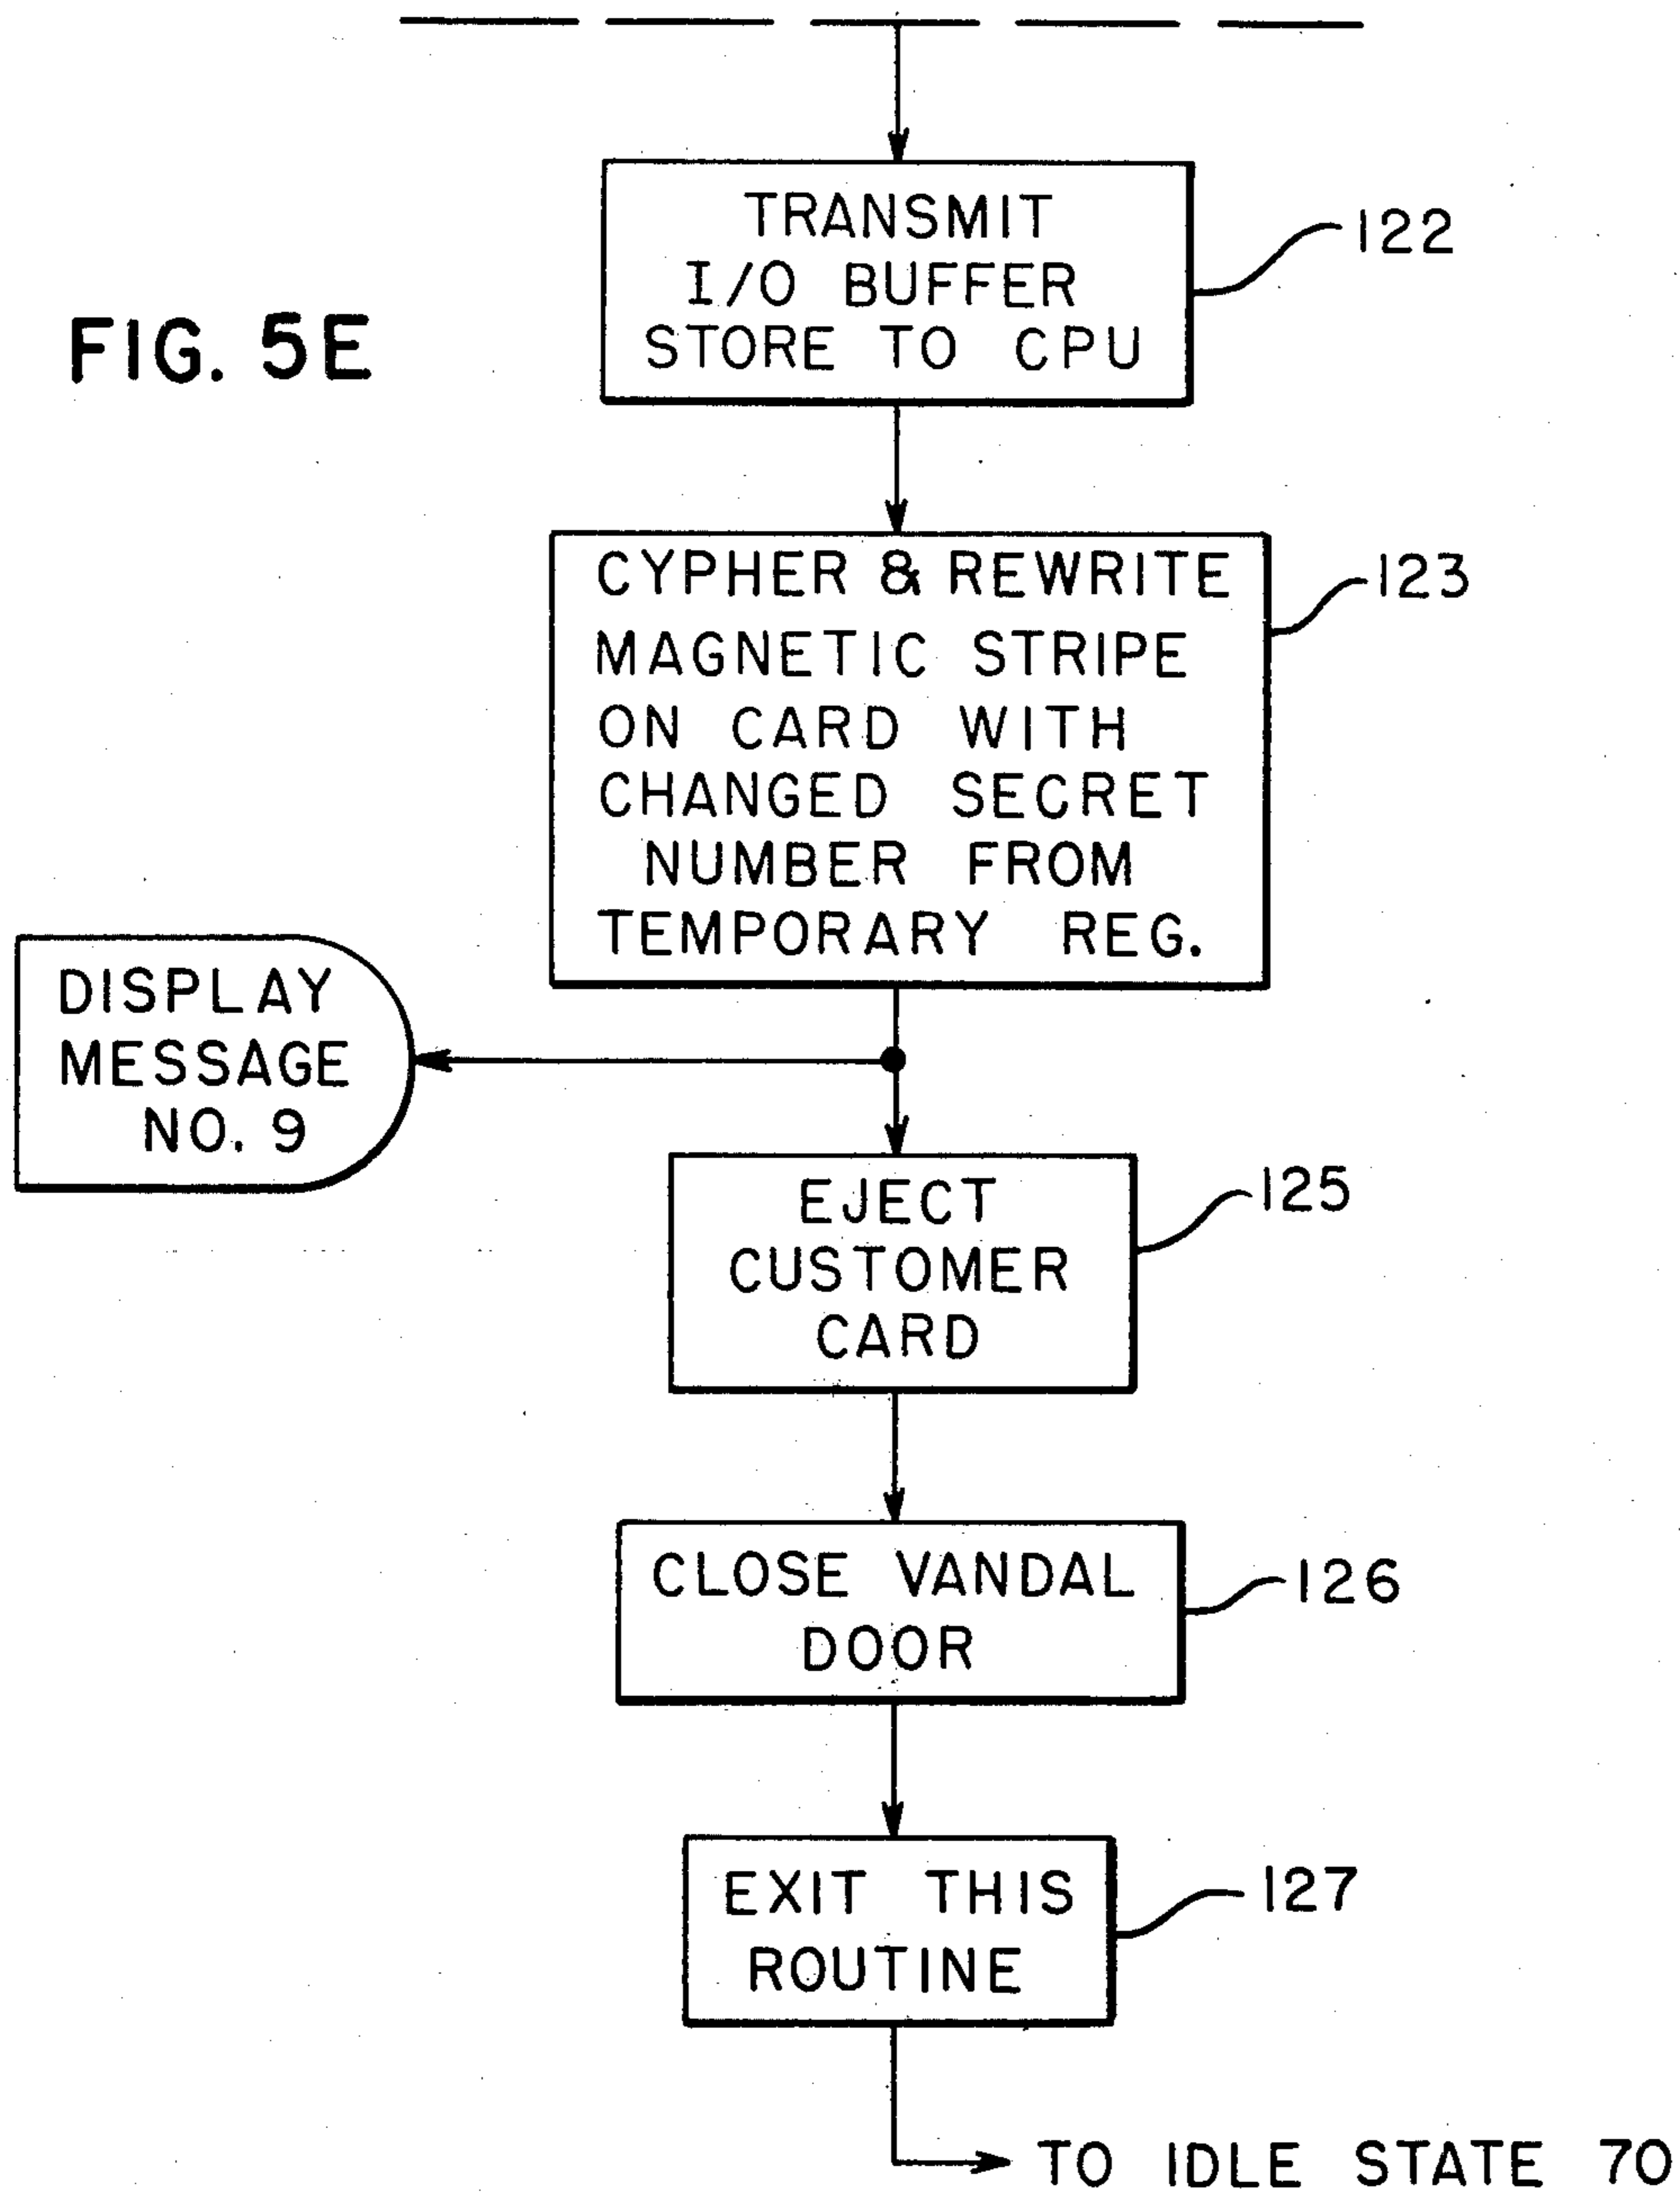 FIG. 5E
TRANSMIT
I/O BUFFER
STORE TO CPU
122
CYPHER & REWRITE
MAGNETIC STRIPE
ON CARD WITH
CHANGED SECRET
NUMBER FROM
TEMPORARY REG.
123
DISPLAY
MESSAGE
NO. 9
EJECT
CUSTOMER
CARD
125
CLOSE VANDAL
DOOR
126
EXIT THIS
ROUTINE
127
TO IDLE STATE 70